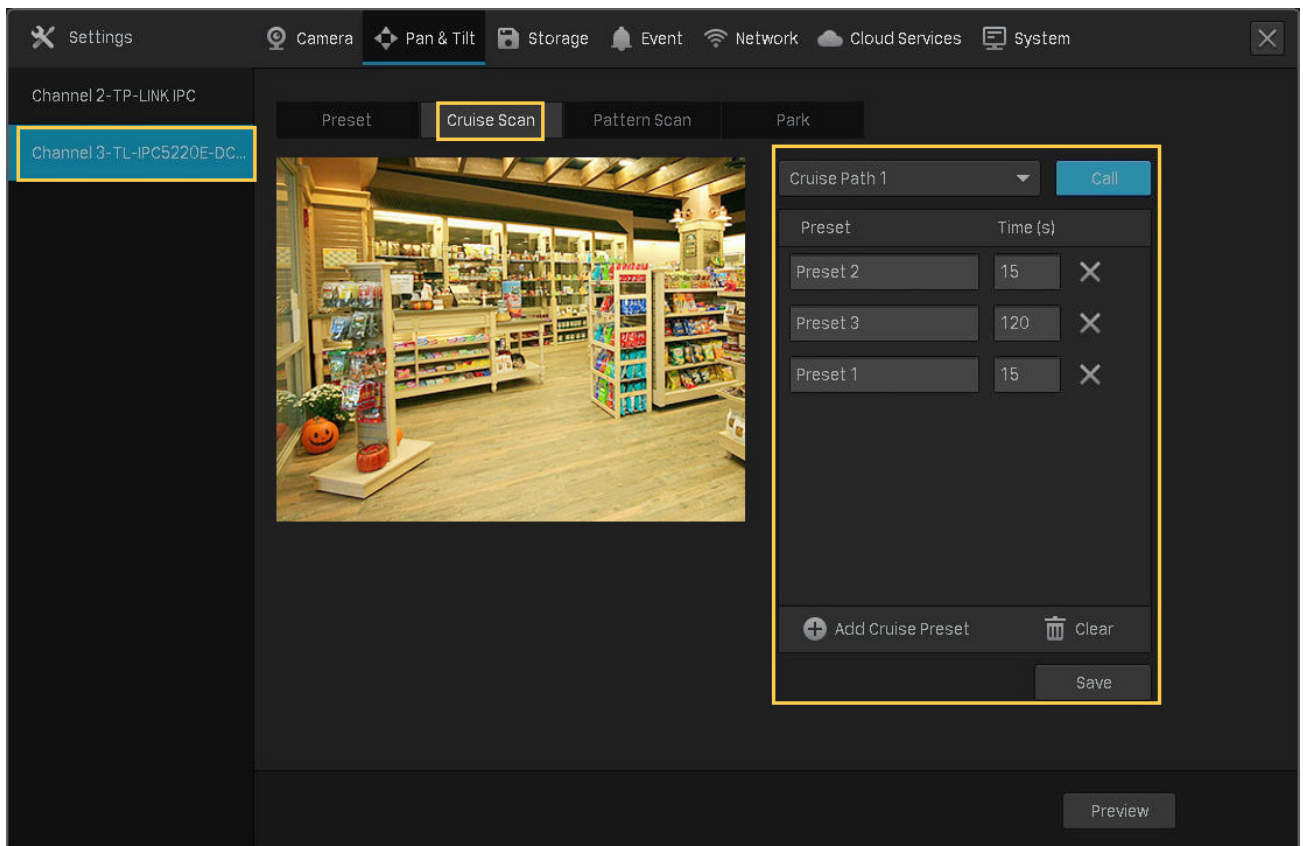 Settings
Camera Pan & Tilt Storage Event Network Cloud Services System
Channel 2-TP-LINK IPC
Channel 3-TL-IPC5220E-DC...
Preset Cruise Scan Pattern Scan Park
Cruise Path 1 Call
Preset Time (s)
Preset 2 15
Preset 3 120
Preset 1 15
Add Cruise Preset Clear
Save
Preview